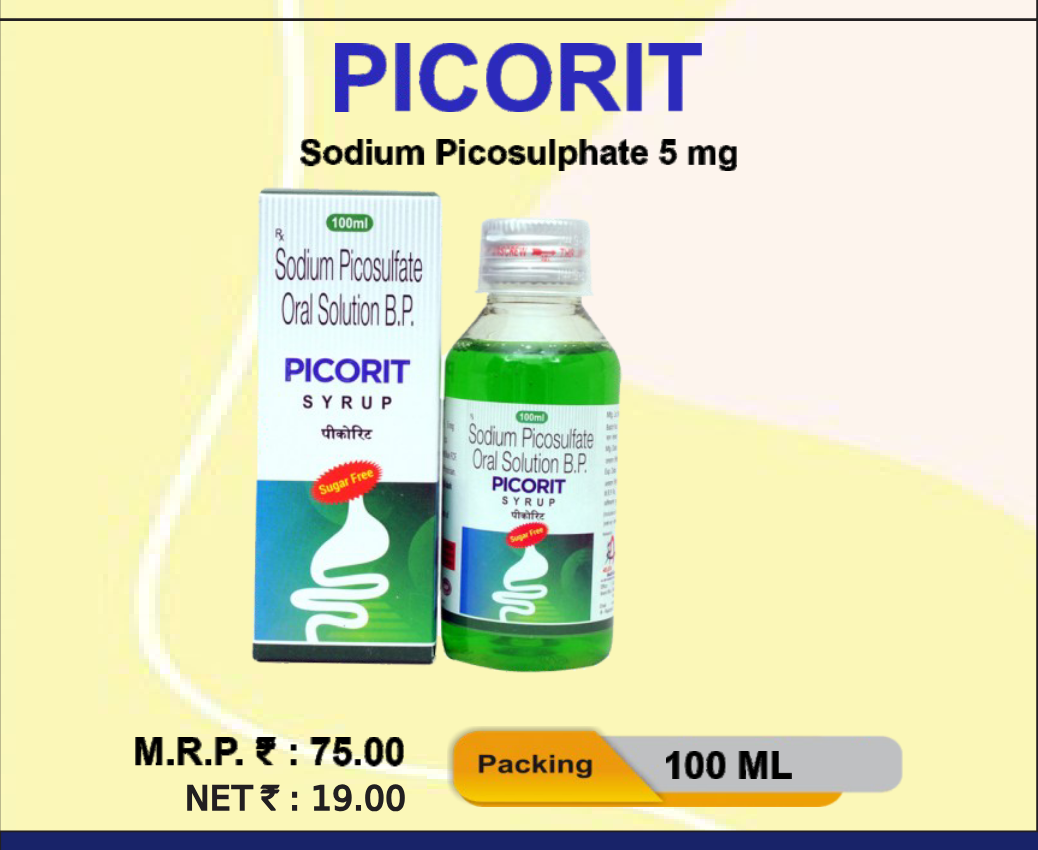 PICORIT
Sodium Picosulphate 5 mg
100ml
Rx
Sodium Picosulfate
Oral Solution B.P.
PICORIT
SYRUP
पीकोरिट
Sugar Free
100ml
Sodium Picosulfate
Oral Solution B.P.
PICORIT
SYRUP
पीकोरिट
Sugar Free
M.R.P. ₹ : 75.00
NET ₹ : 19.00
Packing
100 ML